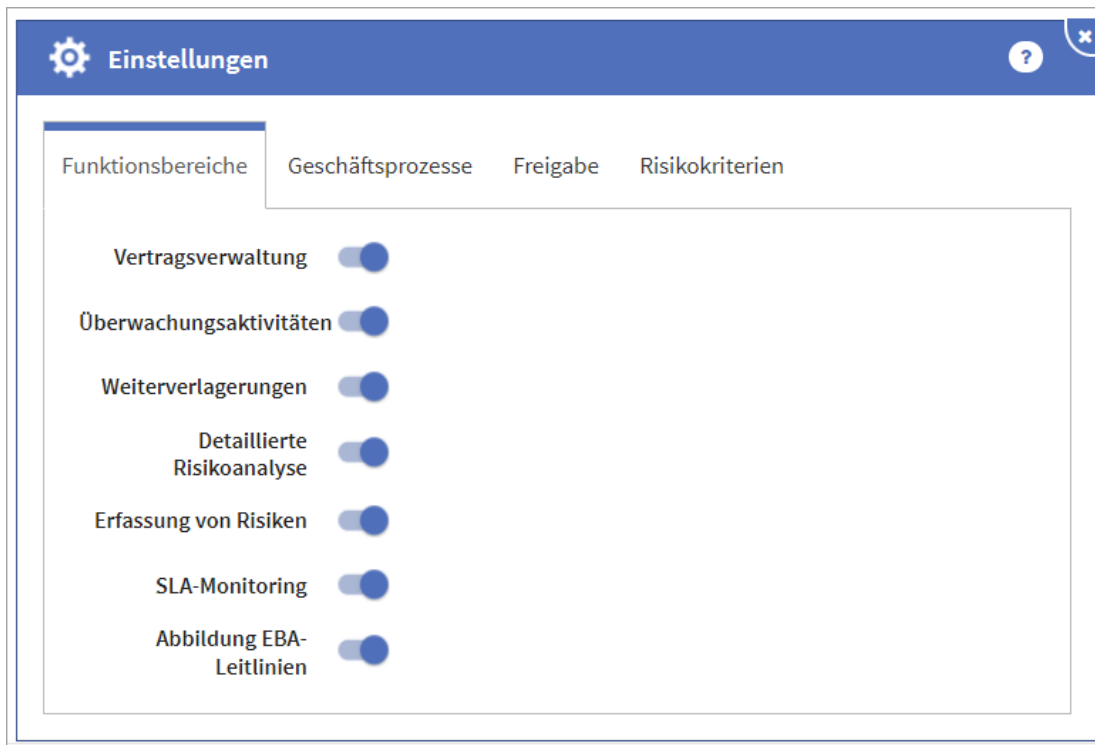 Einstellungen
?
Funktionsbereiche Geschäftsprozesse Freigabe Risikokriterien
Vertragsverwaltung
Überwachungsaktivitäten
Weiterverlagerungen
Detaillierte
Risikoanalyse
Erfassung von Risiken
SLA-Monitoring
Abbildung EBA-
Leitlinien